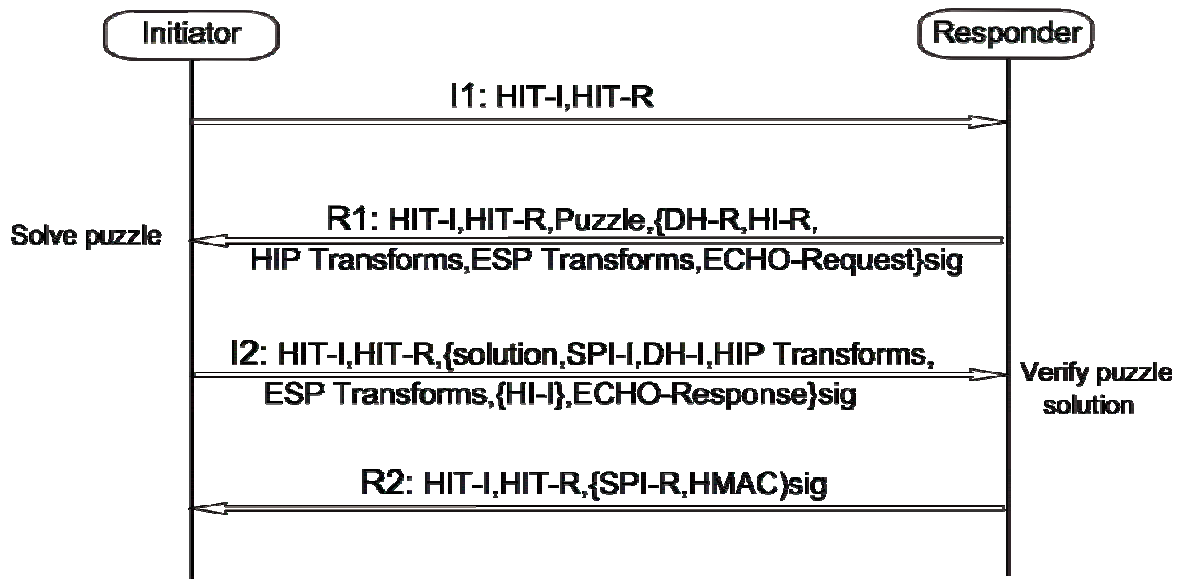 Initiator
Responder
I1: HIT-I,HIT-R
R1: HIT-I,HIT-R,Puzzle,{DH-R,HI-R,
Solve puzzle
HIP Transforms,ESP Transforms,ECHO-Request}sig
I2: HIT-I,HIT-R,{solution,SPI-I,DH-I,HIP Transforms,
Verify puzzle
ESP Transforms,{HI-I},ECHO-Response}sig
solution
R2: HIT-I,HIT-R,{SPI-R,HMAC)sig